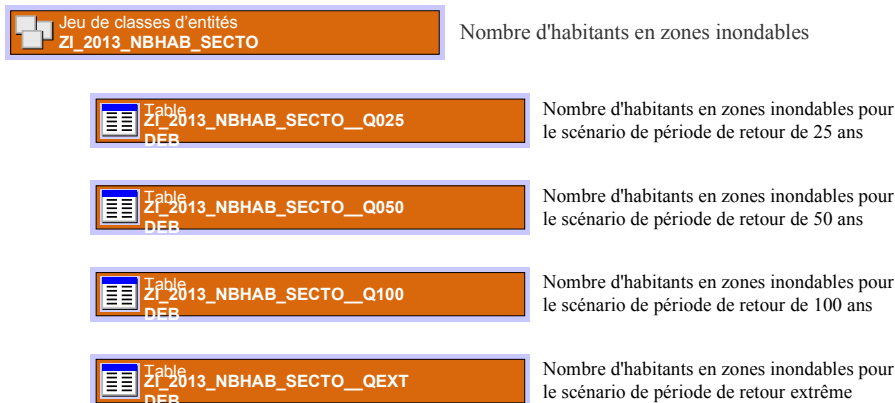 Jeu de classes d'entités
ZI_2013_NBHAB_SECTO
Nombre d'habitants en zones inondables
Table
ZI_2013_NBHAB_SECTO__Q025
DEB
Nombre d'habitants en zones inondables pour
le scénario de période de retour de 25 ans
Table
ZI_2013_NBHAB_SECTO__Q050
DEB
Nombre d'habitants en zones inondables pour
le scénario de période de retour de 50 ans
Table
ZI_2013_NBHAB_SECTO__Q100
DEB
Nombre d'habitants en zones inondables pour
le scénario de période de retour de 100 ans
Table
ZI_2013_NBHAB_SECTO__QEXT
DEB
Nombre d'habitants en zones inondables pour
le scénario de période de retour extrême